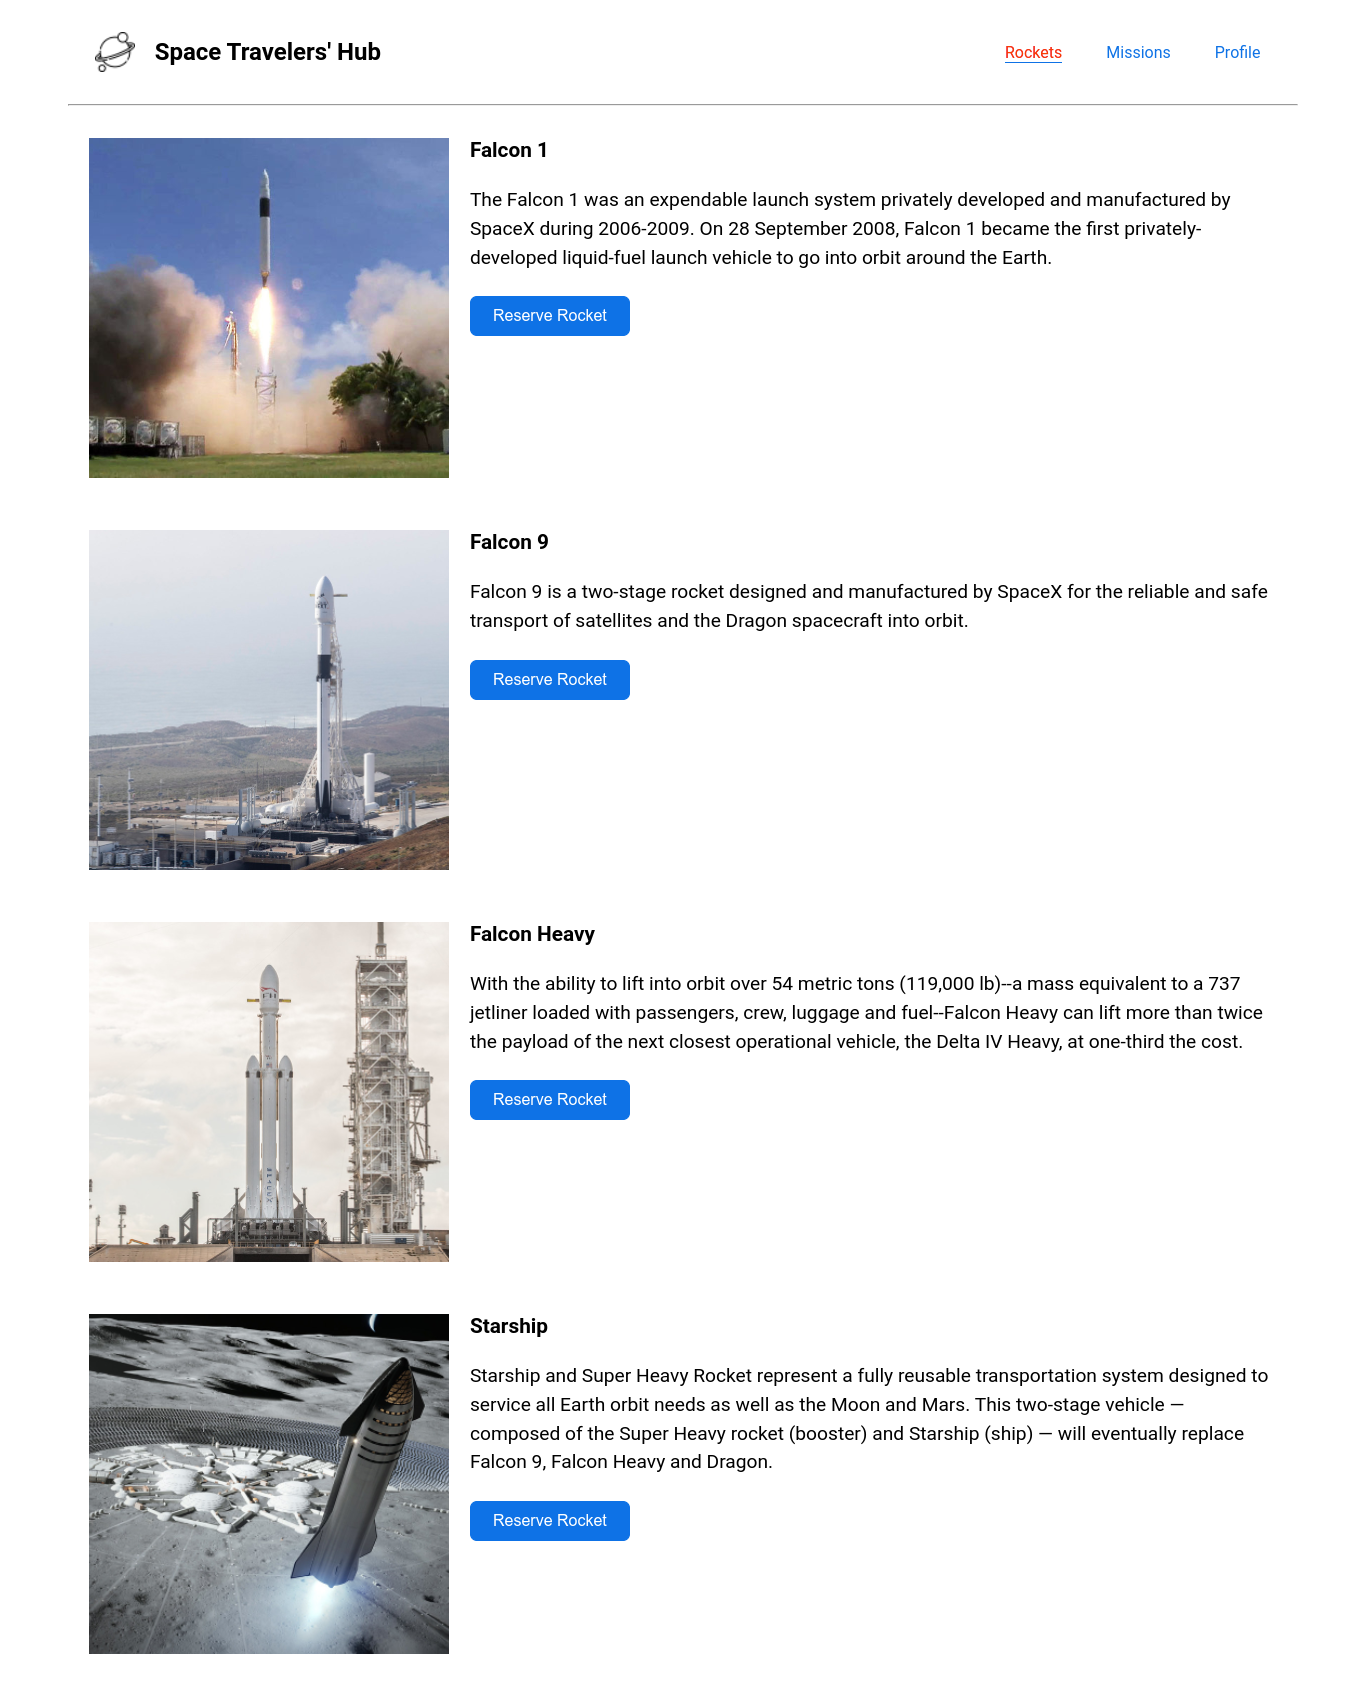 Space Travelers' Hub
Rockets
Missions
Profile
Falcon 1
The Falcon 1 was an expendable launch system privately developed and manufactured by
SpaceX during 2006-2009. On 28 September 2008, Falcon 1 became the first privately-
developed liquid-fuel launch vehicle to go into orbit around the Earth.
Reserve Rocket
Falcon 9
Falcon 9 is a two-stage rocket designed and manufactured by SpaceX for the reliable and safe
transport of satellites and the Dragon spacecraft into orbit.
Reserve Rocket
Falcon Heavy
With the ability to lift into orbit over 54 metric tons (119,000 lb)--a mass equivalent to a 737
jetliner loaded with passengers, crew, luggage and fuel--Falcon Heavy can lift more than twice
the payload of the next closest operational vehicle, the Delta IV Heavy, at one-third the cost.
SPACEX
Reserve Rocket
Starship
Starship and Super Heavy Rocket represent a fully reusable transportation system designed to
service all Earth orbit needs as well as the Moon and Mars. This two-stage vehicle —
composed of the Super Heavy rocket (booster) and Starship (ship) — will eventually replace
Falcon 9, Falcon Heavy and Dragon.
Reserve Rocket